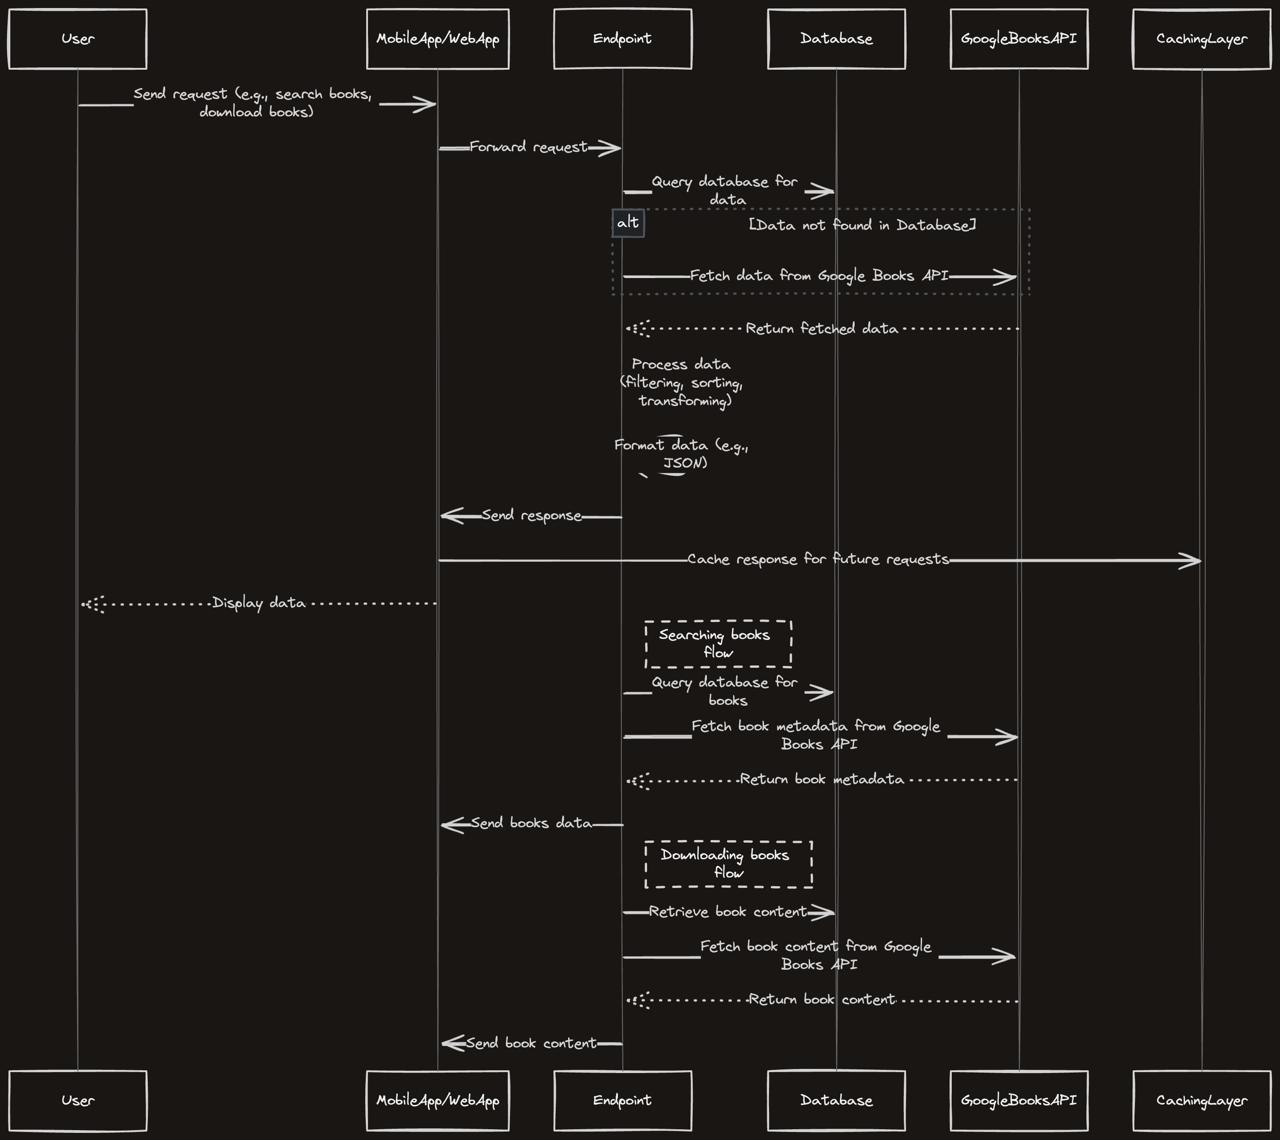 User
MobileApp/WebApp
Endpoint
Database
GoogleBooksAPI
CachingLayer
Send request (e.g., search books,
download books)
Forward request
Query database for
data
alt
[Data not found in Database]
Fetch data from Google Books API
Return fetched data
Process data
(filtering, sorting,
transforming)
Format data (e.g.,
JSON)
Send response
Cache response for future requests
Display data
Searching books
flow
Query database for
books
Fetch book metadata from Google
Books API
Return book metadata
Send books data
Downloading books
flow
Retrieve book content
Fetch book content from Google
Books API
Return book content
Send book content
User
MobileApp/WebApp
Endpoint
Database
GoogleBooksAPI
CachingLayer